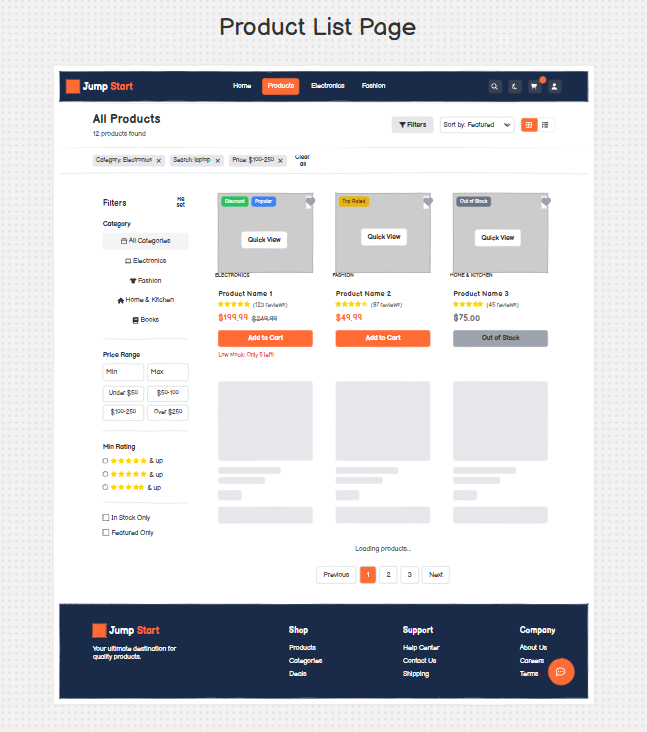 Product List Page
Jump Start
Home Products Electronics Fashion
All Products
12 products found
Filters
Sort by: Featured
Category: Electronics ×
Search: laptop ×
Price: $100-250 ×
Clear
all
Filters
Re
set
Category
All Categories
Electronics
Fashion
Home & Kitchen
Books
Price Range
Min Max
Under $50 $50-100
$100-250 Over $250
Min Rating
& up
& up
& up
In Stock Only
Featured Only
Discount Popular
Quick View
ELECTRONICS
Product Name 1
(123 reviews)
$199.99 $249.99
Add to Cart
Low stock: Only 5 left!
Top Rated
Quick View
FASHION
Product Name 2
(87 reviews)
$49.99
Add to Cart
Out of Stock
Quick View
HOME & KITCHEN
Product Name 3
(45 reviews)
$75.00
Out of Stock
Loading products...
Previous 1 2 3 Next
Jump Start
Your ultimate destination for
quality products.
Shop
Products
Categories
Deals
Support
Help Center
Contact Us
Shipping
Company
About Us
Careers
Terms